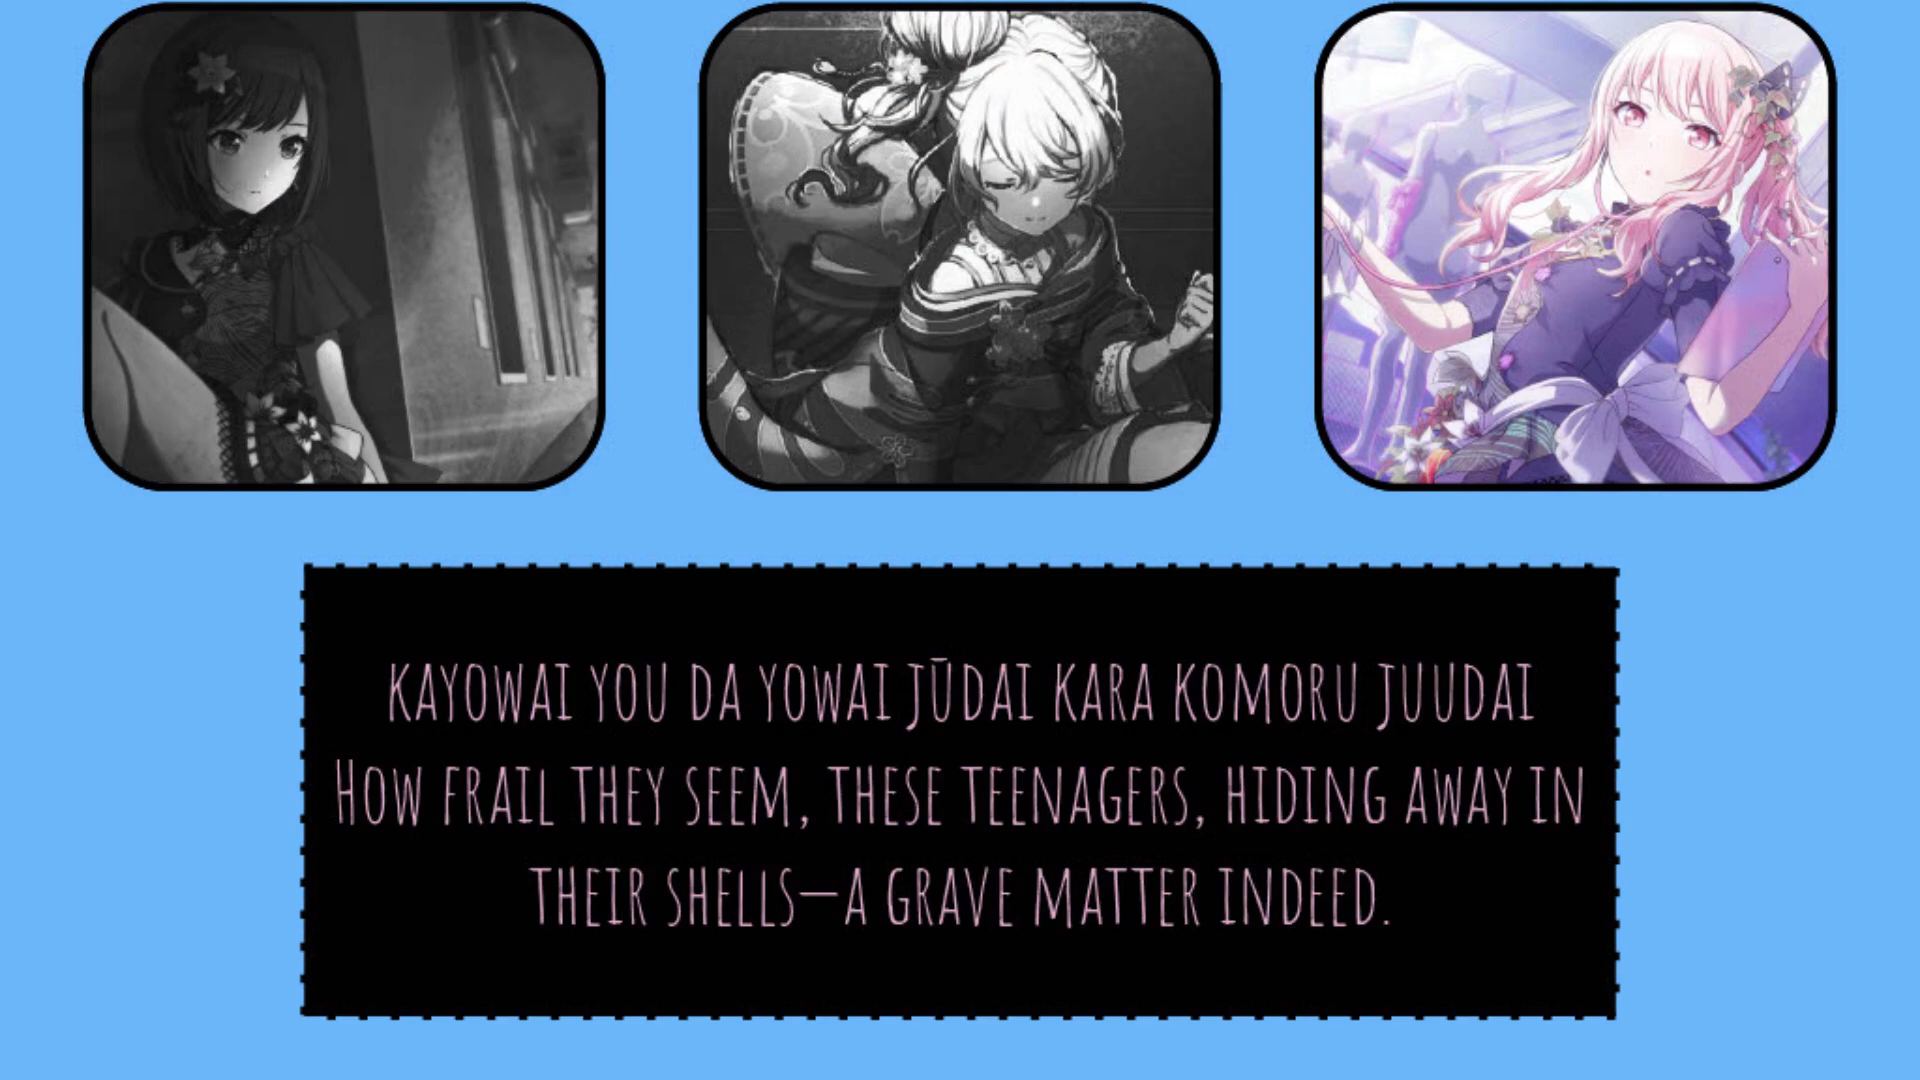 KAYOWAI YOU DA YOWAI JŪDAI KARA KOMORU JUUDAI
HOW FRAIL THEY SEEM, THESE TEENAGERS, HIDING AWAY IN
THEIR SHELLS—A GRAVE MATTER INDEED.